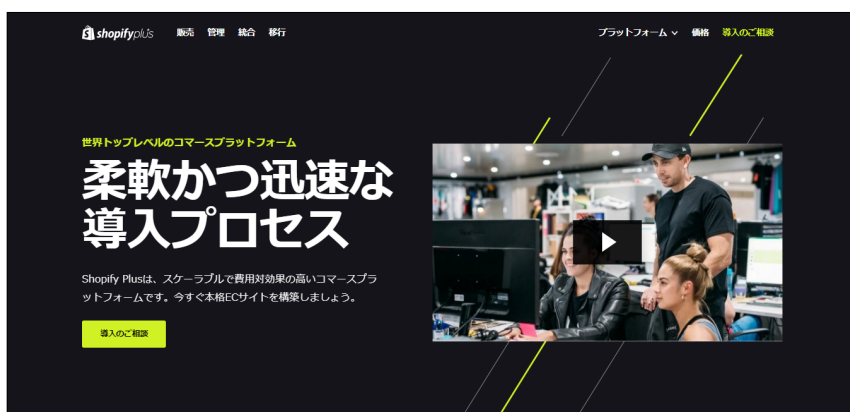 shopifyplus 販売 管理 統合 移行 プラットフォーム 価格 導入のご相談
世界トップレベルのコマースプラットフォーム
柔軟かつ迅速な
導入プロセス
Shopify Plusは、スケーラブルで費用対効果の高いコマースプラ
ットフォームです。今すぐ本格ECサイトを構築しましょう。
導入のご相談